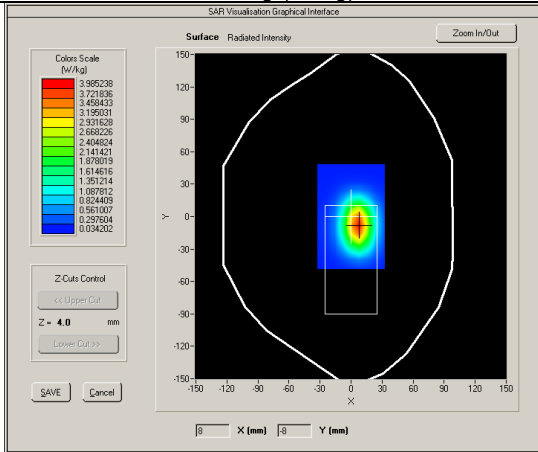 SAR Visualisation Graphical Interface
Surface Radiated Intensity
Zoom In/Out
Colors Scale
(W/kg)
3.985238
3.721836
3.458433
3.195031
2.931628
2.668226
2.404824
2.141421
1.878019
1.614616
1.351214
1.087812
0.824409
0.561007
0.297604
0.034202
Z-Cuts Control
<< Upper Cut
Z = 4.0 mm
Lower Cut >>
SAVE Cancel
150
120
90
60
30
0
-30
-60
-90
-120
-150
Y
-150 -120 -90 -60 -30 0 30 60 90 120 150
X
8 X (mm) -8 Y (mm)